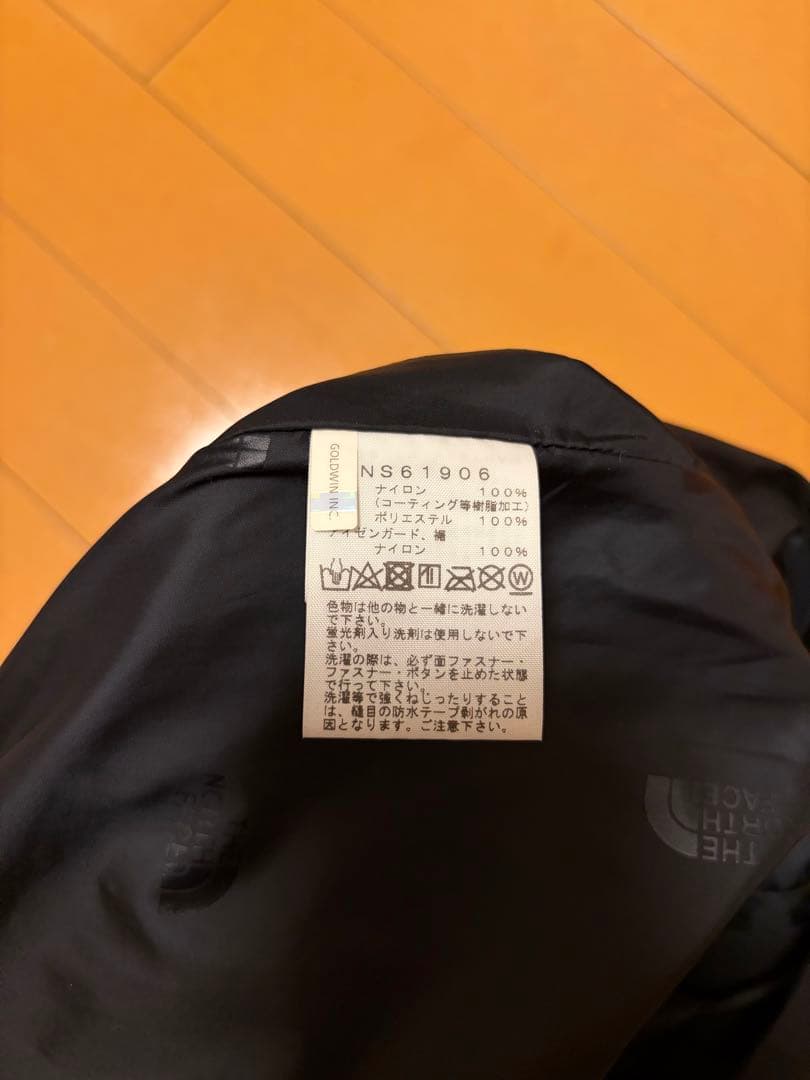 GOLDWIN INC.
NS61906
ナイロン 100%
(コーティング等樹脂加工)
ポリエステル 100%
アイゼンガード、裾
ナイロン 100%
W
色物は他の物と一緒に洗濯しない
で下さい。
蛍光剤入り洗剤は使用しないで下
さい。
洗濯の際は、必ず面ファスナー・
ファスナー・ボタンを止めた状態
で行って下さい。
洗濯等で強くねじったりすること
は、縫目の防水テープ剥がれの原
因となります。ご注意下さい。
THE
NORTH
FACE
THE
NORTH
FACE